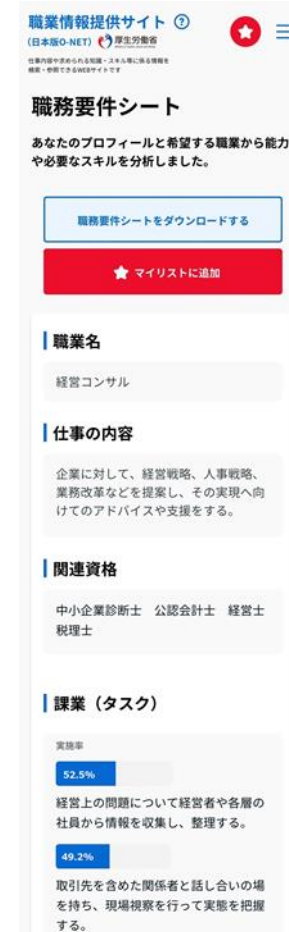 職業情報提供サイト ?
(日本版O-NET) 厚生労働省
仕事内容や求められる知識・スキル等に係る情報を
検索・参照できるWEBサイトです
職務要件シート
あなたのプロフィールと希望する職業から能力
や必要なスキルを分析しました。
職務要件シートをダウンロードする
マイリストに追加
職業名
経営コンサル
仕事の内容
企業に対して、経営戦略、人事戦略、
業務改革などを提案し、その実現へ向
けてのアドバイスや支援をする。
関連資格
中小企業診断士 公認会計士 経営士
税理士
課業（タスク）
実施率
52.5%
経営上の問題について経営者や各層の
社員から情報を収集し、整理する。
49.2%
取引先を含めた関係者と話し合いの場
を持ち、現場視察を行って実態を把握
する。